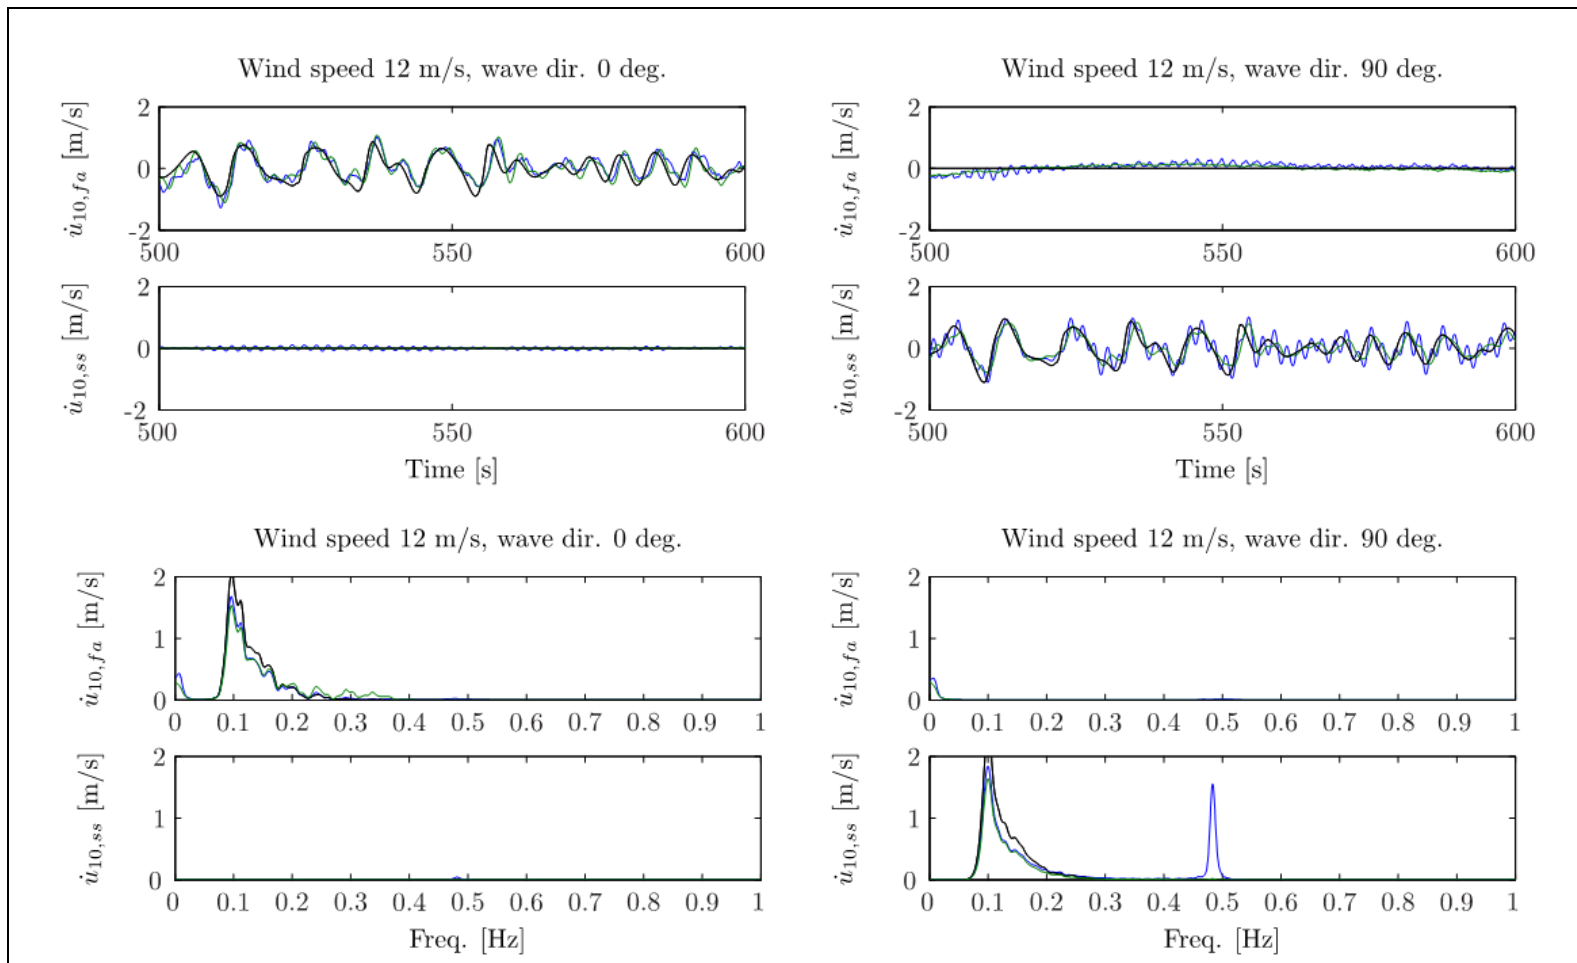 Wind speed 12 m/s, wave dir. 0 deg.
u̇10,fa [m/s]
2
0
-2
500 550 600
u̇10,ss [m/s]
2
0
-2
500 550 600
Time [s]
Wind speed 12 m/s, wave dir. 90 deg.
u̇10,fa [m/s]
2
0
-2
500 550 600
u̇10,ss [m/s]
2
0
-2
500 550 600
Time [s]
Wind speed 12 m/s, wave dir. 0 deg.
u̇10,fa [m/s]
2
1
0
0 0.1 0.2 0.3 0.4 0.5 0.6 0.7 0.8 0.9 1
u̇10,ss [m/s]
2
1
0
0 0.1 0.2 0.3 0.4 0.5 0.6 0.7 0.8 0.9 1
Freq. [Hz]
Wind speed 12 m/s, wave dir. 90 deg.
u̇10,fa [m/s]
2
1
0
0 0.1 0.2 0.3 0.4 0.5 0.6 0.7 0.8 0.9 1
u̇10,ss [m/s]
2
1
0
0 0.1 0.2 0.3 0.4 0.5 0.6 0.7 0.8 0.9 1
Freq. [Hz]